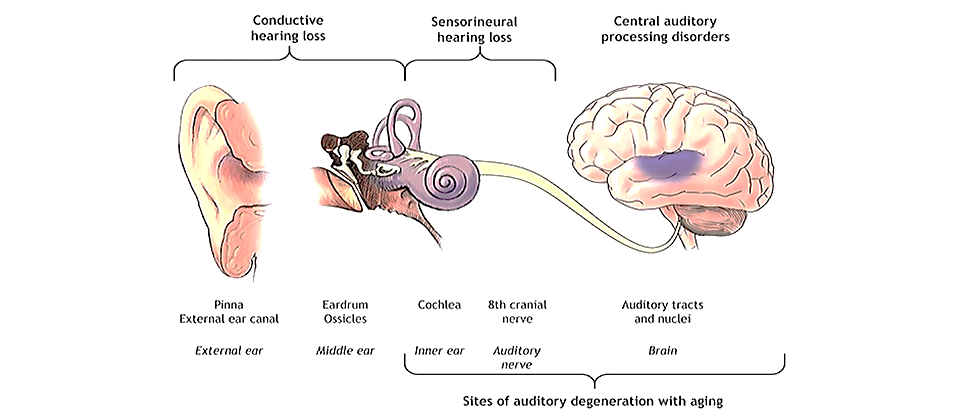 Conductive
hearing loss
Sensorineural
hearing loss
Central auditory
processing disorders
Pinna
External ear canal
Eardrum
Ossicles
Cochlea
8th cranial
nerve
Auditory tracts
and nuclei
External ear
Middle ear
Inner ear
Auditory
nerve
Brain
Sites of auditory degeneration with aging